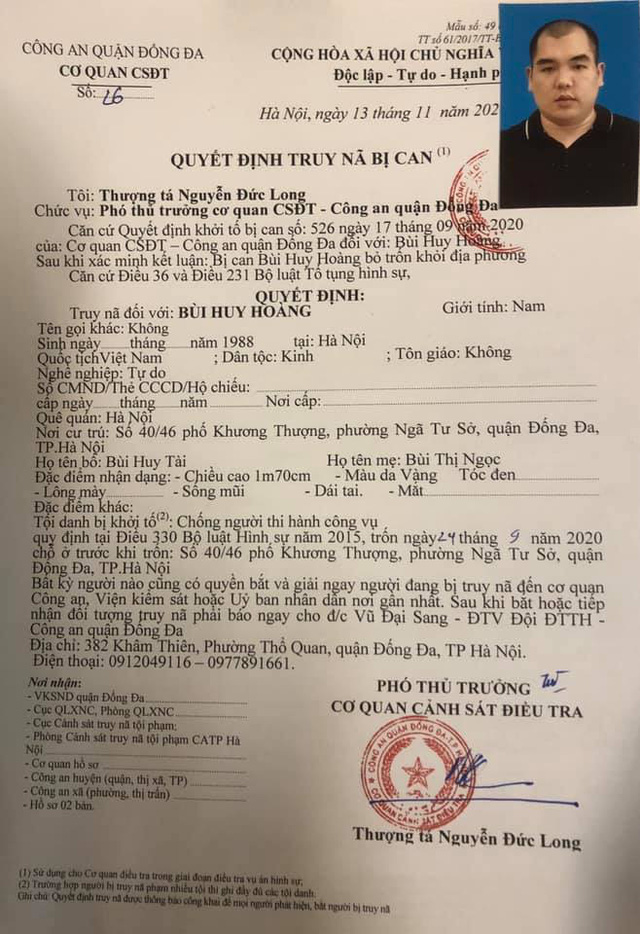 Mẫu số: 49
TT số 61/2017/TT-B
CÔNG AN QUẬN ĐỐNG ĐA
CƠ QUAN CSĐT
Số: 26
CỘNG HÒA XÃ HỘI CHỦ NGHĨA
Độc lập - Tự do - Hạnh p
Hà Nội, ngày 13 tháng 11 năm 202
QUYẾT ĐỊNH TRUY NÃ BỊ CAN (1)
Tôi: Thượng tá Nguyễn Đức Long
Chức vụ: Phó thủ trưởng cơ quan CSĐT - Công an quận Đống Đa
Căn cứ Quyết định khởi tố bị can số: 526 ngày 17 tháng 09 năm 2020
của: Cơ quan CSĐT – Công an quận Đống Đa đối với: Bùi Huy Hoàng
Sau khi xác minh kết luận: Bị can Bùi Huy Hoàng bỏ trốn khỏi địa phương
Căn cứ Điều 36 và Điều 231 Bộ luật Tố tụng hình sự,
QUYẾT ĐỊNH:
Truy nã đối với: BÙI HUY HOÀNG Giới tính: Nam
Tên gọi khác: Không
Sinh ngày tháng năm 1988 tại: Hà Nội
Quốc tịchViệt Nam ; Dân tộc: Kinh ; Tôn giáo: Không
Nghề nghiệp: Tự do
Số CMND/Thẻ CCCD/Hộ chiếu:
cấp ngày tháng năm Nơi cấp:
Quê quán: Hà Nội
Nơi cư trú: Số 40/46 phố Khương Thượng, phường Ngã Tư Sở, quận Đống Đa,
TP.Hà Nội
Họ tên bố: Bùi Huy Tài Họ tên mẹ: Bùi Thị Ngọc
Đặc điểm nhận dạng: - Chiều cao 1m70cm - Màu da Vàng Tóc đen
- Lông mày - Sống mũi - Dái tai. - Mắt
Đặc điểm khác:
Tội danh bị khởi tố(2): Chống người thi hành công vụ
quy định tại Điều 330 Bộ luật Hình sự năm 2015, trốn ngày 24 tháng 9 năm 2020
chỗ ở trước khi trốn: Số 40/46 phố Khương Thượng, phường Ngã Tư Sở, quận
Đống Đa, TP.Hà Nội
Bất kỳ người nào cũng có quyền bắt và giải ngay người đang bị truy nã đến cơ quan
Công an, Viện kiểm sát hoặc Uỷ ban nhân dân nơi gần nhất. Sau khi bắt hoặc tiếp
nhận đối tượng truy nã phải báo ngay cho đ/c Vũ Đại Sang - ĐTV Đội ĐTTH -
Công an quận Đống Đa
Địa chỉ: 382 Khâm Thiên, Phường Thổ Quan, quận Đống Đa, TP Hà Nội.
Điện thoại: 0912049116 – 0977891661.
Nơi nhận:
- VKSND quận Đống Đa
- Cục QLXNC, Phòng QLXNC
- Cục Cảnh sát truy nã tội phạm:
- Phòng Cảnh sát truy nã tội phạm CATP Hà
Nội
- Cơ quan hồ sơ
- Công an huyện (quận, thị xã, TP)
- Công an xã (phường, thị trấn)
- Hồ sơ 02 bản.
PHÓ THỦ TRƯỞNG
CƠ QUAN CẢNH SÁT ĐIỀU TRA
CÔNG AN QUẬN ĐỐNG ĐA-T.P H
CƠ QUAN CẢNH SÁT ĐIỀU TRA
Thượng tá Nguyễn Đức Long
(1) Sử dụng cho Cơ quan điều tra trong giai đoạn điều tra vụ án hình sự;
(2) Trường hợp người bị truy nã phạm nhiều tội thì ghi đầy đủ các tội danh.
Ghi chú: Quyết định truy nã được thông báo công khai để mọi người phát hiện, bắt người bị truy nã